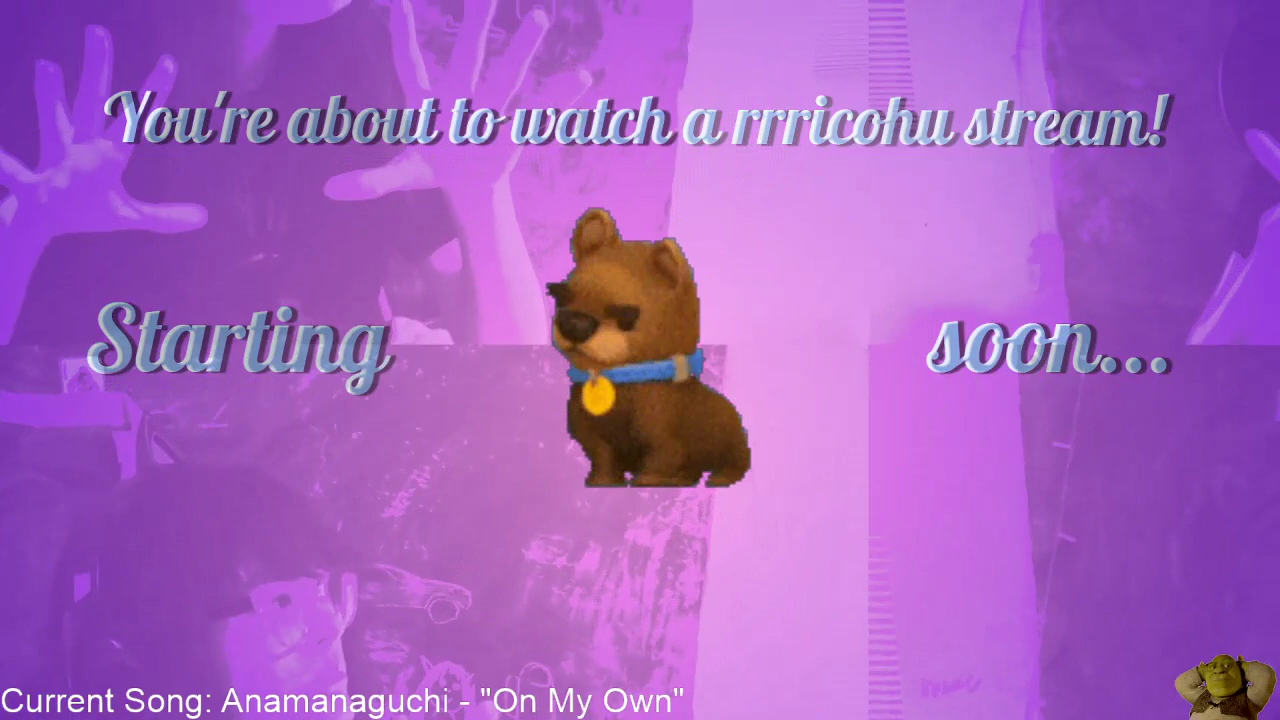 You're about to watch a rrricohu stream!
Starting soon...
Current Song: Anamanaguchi - "On My Own"